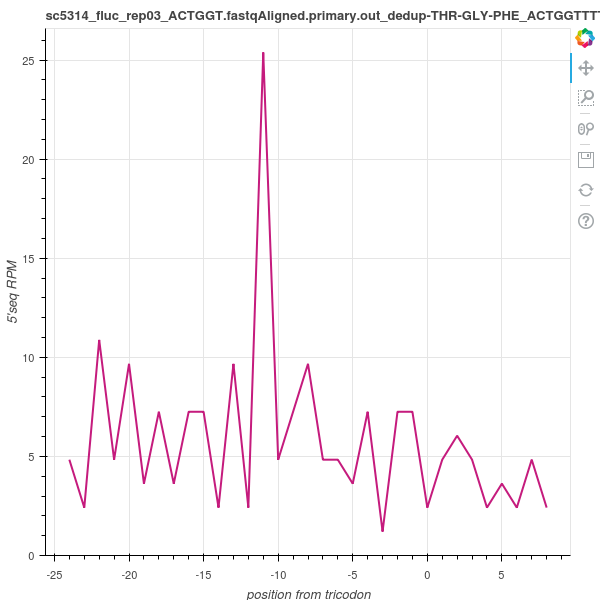 sc5314_fluc_rep03_ACTGGT.fastqAligned.primary.out_dedup-THR-GLY-PHE_ACTGGTTTT
5'seq RPM
25
20
15
10
5
0
-25 -20 -15 -10 -5 0 5
position from tricodon